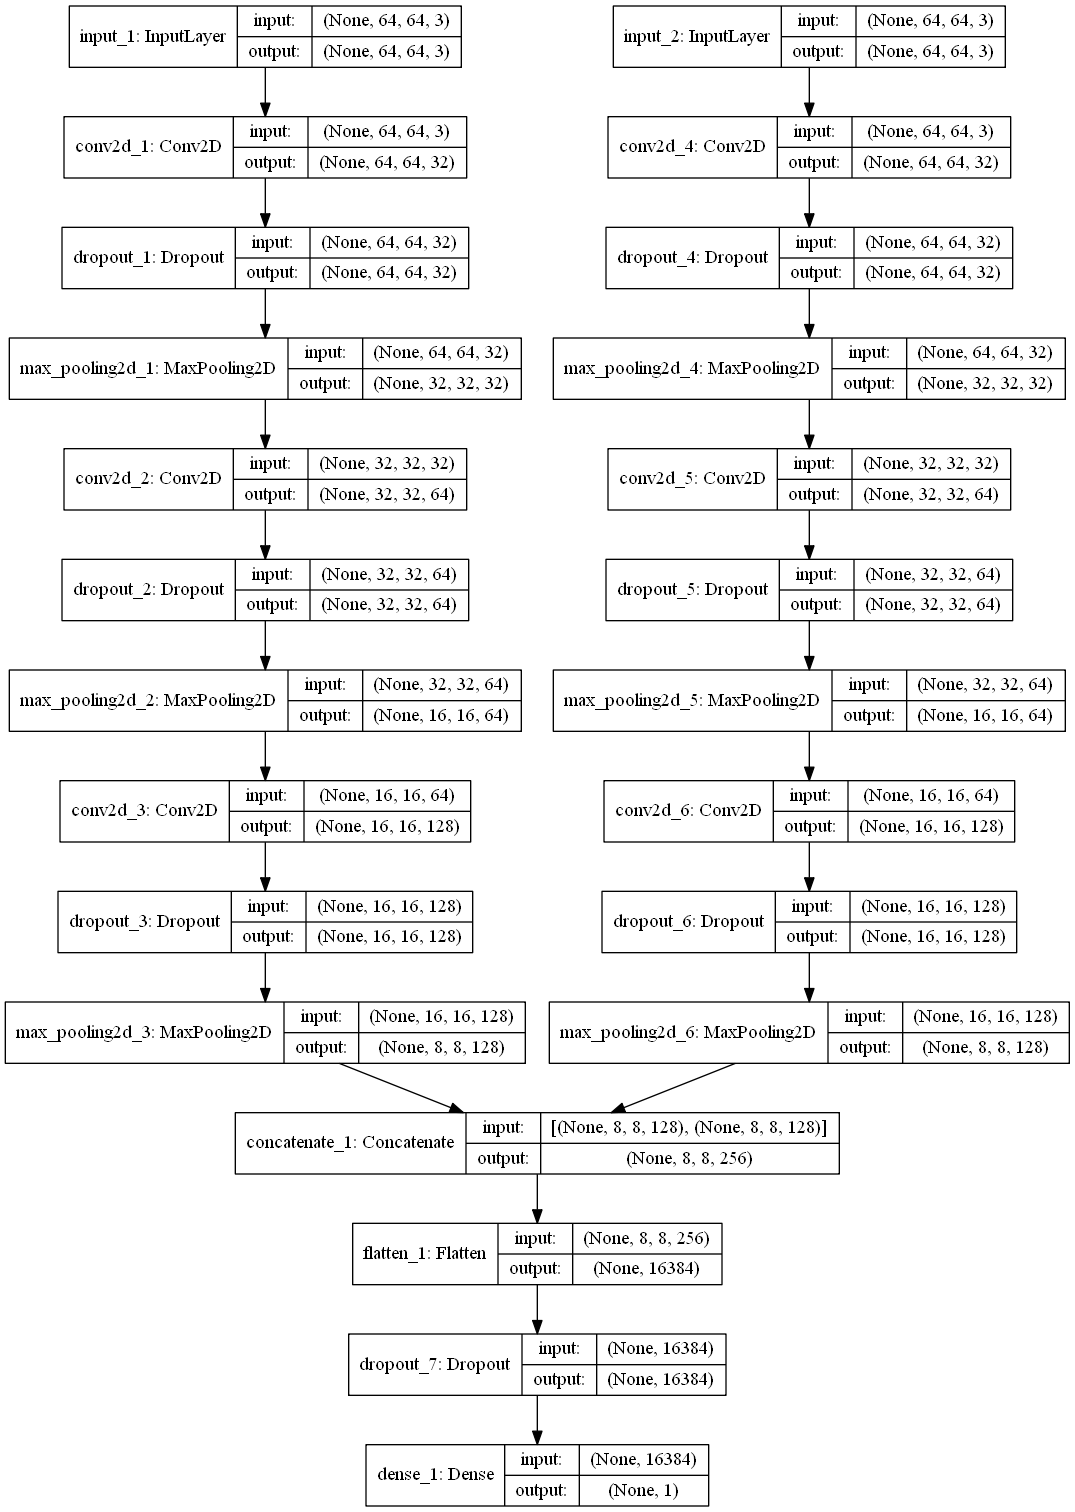 input_1: InputLayer
input: (None, 64, 64, 3)
output: (None, 64, 64, 3)
conv2d_1: Conv2D
input: (None, 64, 64, 3)
output: (None, 64, 64, 32)
dropout_1: Dropout
input: (None, 64, 64, 32)
output: (None, 64, 64, 32)
max_pooling2d_1: MaxPooling2D
input: (None, 64, 64, 32)
output: (None, 32, 32, 32)
conv2d_2: Conv2D
input: (None, 32, 32, 32)
output: (None, 32, 32, 64)
dropout_2: Dropout
input: (None, 32, 32, 64)
output: (None, 32, 32, 64)
max_pooling2d_2: MaxPooling2D
input: (None, 32, 32, 64)
output: (None, 16, 16, 64)
conv2d_3: Conv2D
input: (None, 16, 16, 64)
output: (None, 16, 16, 128)
dropout_3: Dropout
input: (None, 16, 16, 128)
output: (None, 16, 16, 128)
max_pooling2d_3: MaxPooling2D
input: (None, 16, 16, 128)
output: (None, 8, 8, 128)
input_2: InputLayer
input: (None, 64, 64, 3)
output: (None, 64, 64, 3)
conv2d_4: Conv2D
input: (None, 64, 64, 3)
output: (None, 64, 64, 32)
dropout_4: Dropout
input: (None, 64, 64, 32)
output: (None, 64, 64, 32)
max_pooling2d_4: MaxPooling2D
input: (None, 64, 64, 32)
output: (None, 32, 32, 32)
conv2d_5: Conv2D
input: (None, 32, 32, 32)
output: (None, 32, 32, 64)
dropout_5: Dropout
input: (None, 32, 32, 64)
output: (None, 32, 32, 64)
max_pooling2d_5: MaxPooling2D
input: (None, 32, 32, 64)
output: (None, 16, 16, 64)
conv2d_6: Conv2D
input: (None, 16, 16, 64)
output: (None, 16, 16, 128)
dropout_6: Dropout
input: (None, 16, 16, 128)
output: (None, 16, 16, 128)
max_pooling2d_6: MaxPooling2D
input: (None, 16, 16, 128)
output: (None, 8, 8, 128)
concatenate_1: Concatenate
input: [(None, 8, 8, 128), (None, 8, 8, 128)]
output: (None, 8, 8, 256)
flatten_1: Flatten
input: (None, 8, 8, 256)
output: (None, 16384)
dropout_7: Dropout
input: (None, 16384)
output: (None, 16384)
dense_1: Dense
input: (None, 16384)
output: (None, 1)